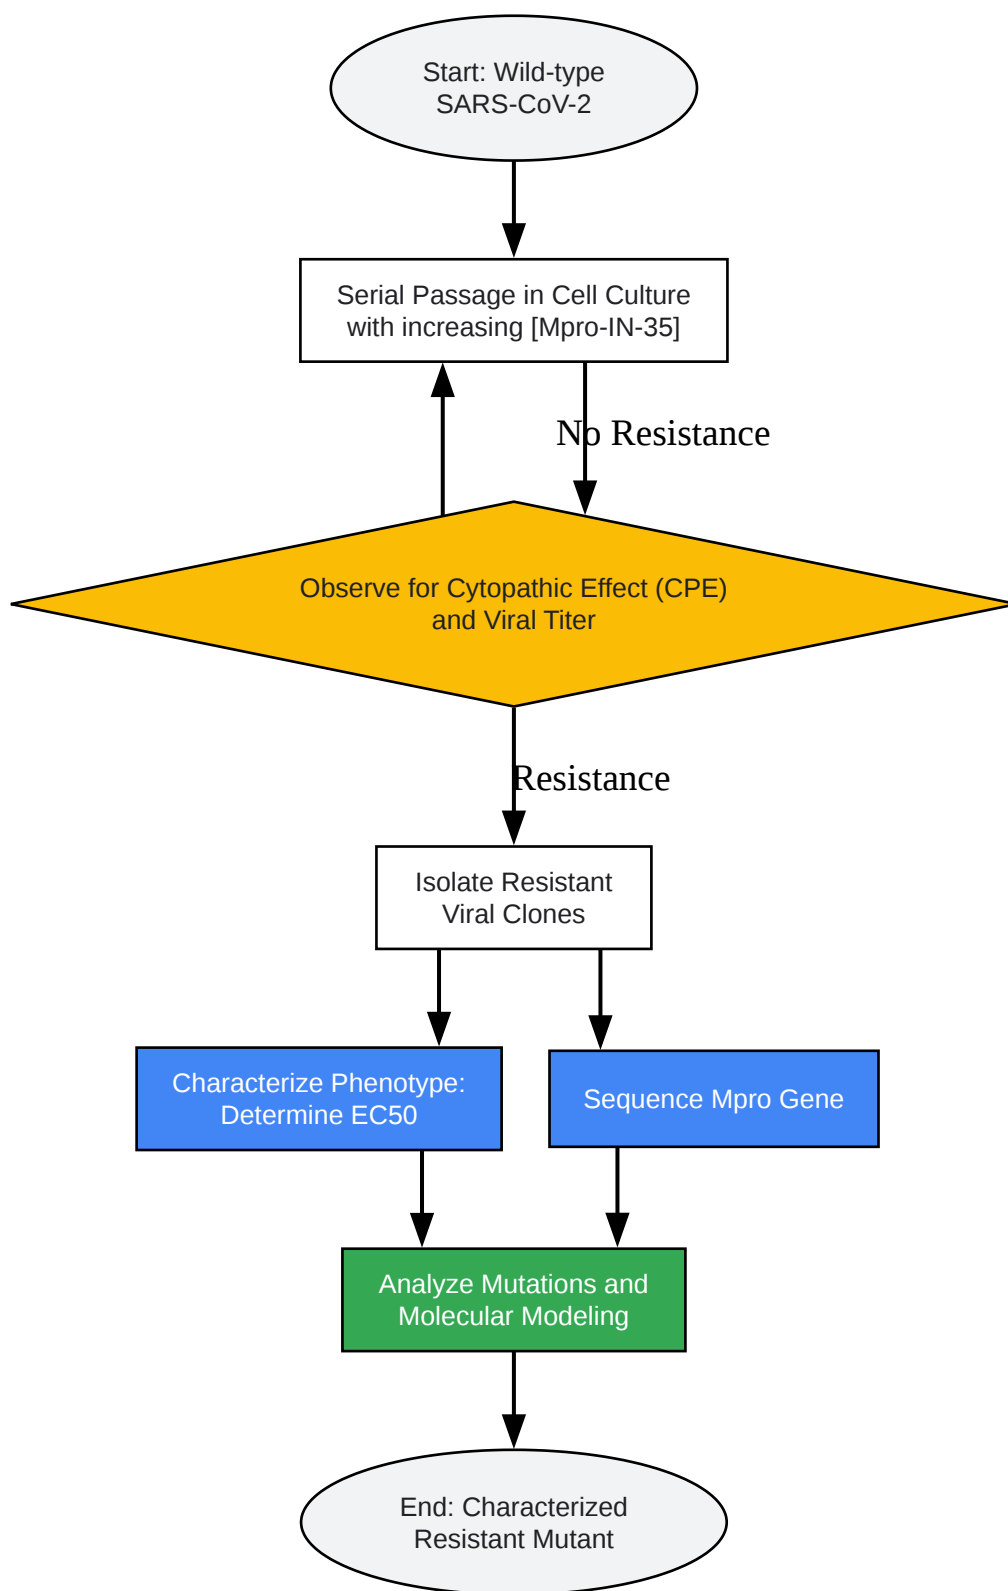 Start: Wild-type
SARS-CoV-2
Serial Passage in Cell Culture
with increasing [Mpro-IN-35]
No Resistance
Observe for Cytopathic Effect (CPE)
and Viral Titer
Resistance
Isolate Resistant
Viral Clones
Characterize Phenotype:
Determine EC50
Sequence Mpro Gene
Analyze Mutations and
Molecular Modeling
End: Characterized
Resistant Mutant